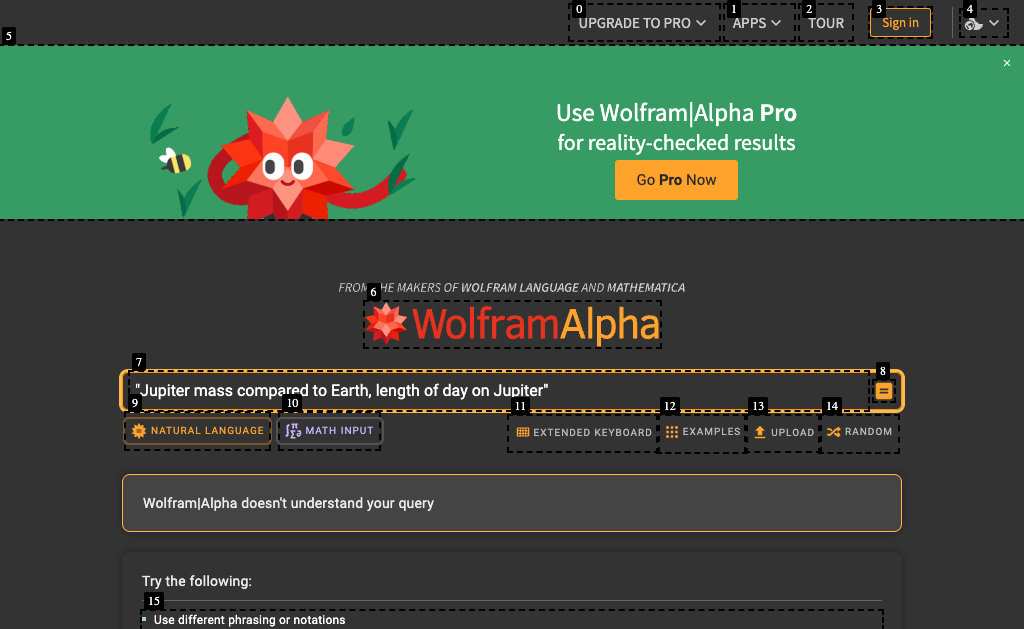 0 1 2 3 4
UPGRADE TO PRO APPS TOUR Sign in
5
×
Use Wolfram|Alpha Pro
for reality-checked results
Go Pro Now
FROM THE MAKERS OF WOLFRAM LANGUAGE AND MATHEMATICA
6
WolframAlpha
7 8
"Jupiter mass compared to Earth, length of day on Jupiter"
9 10 11 12 13 14
NATURAL LANGUAGE MATH INPUT EXTENDED KEYBOARD EXAMPLES UPLOAD RANDOM
Wolfram|Alpha doesn't understand your query
Try the following:
15
Use different phrasing or notations